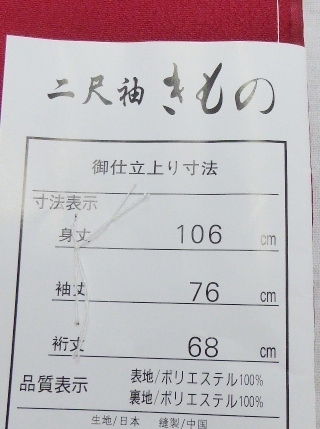 二尺袖 きもの
御仕立上り寸法
寸法表示
身丈 106 cm
袖丈 76 cm
裄丈 68 cm
品質表示 表地/ポリエステル100%
裏地/ポリエステル100%
生地/日本 縫製/中国